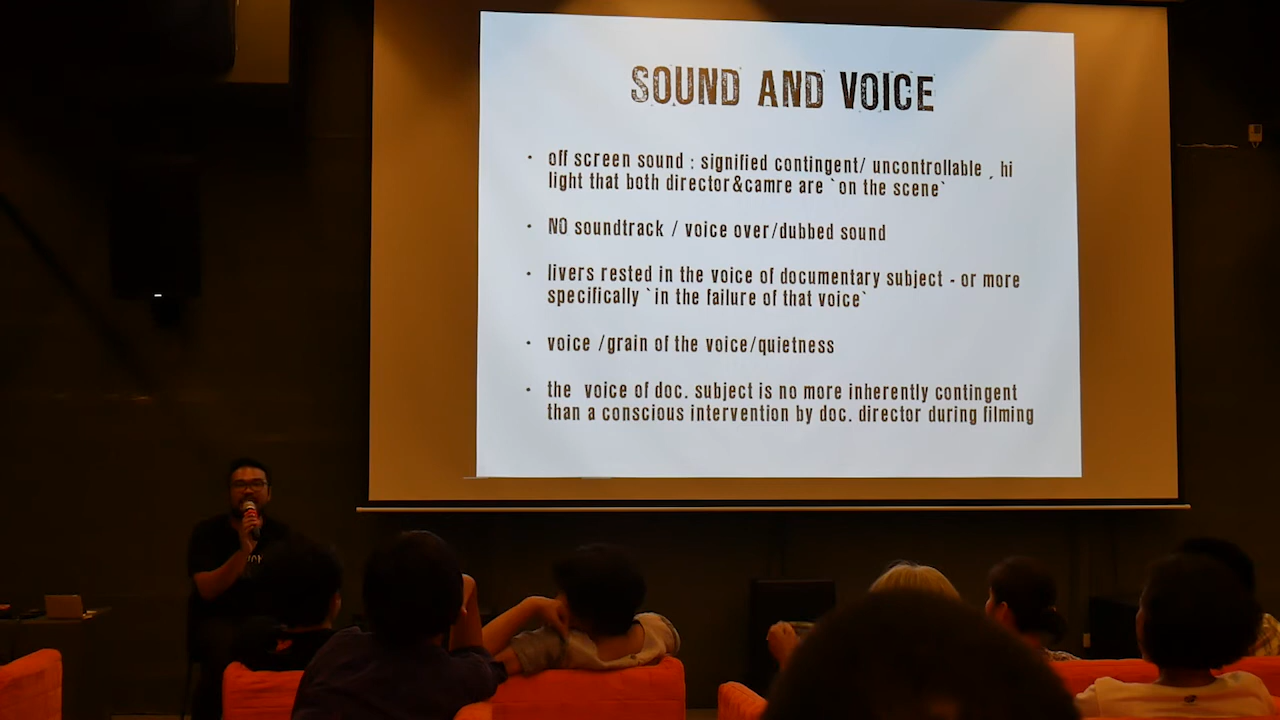 SOUND AND VOICE
• off screen sound : signified contingent/ uncontrollable , hi
light that both director&camre are `on the scene`
• NO soundtrack / voice over/dubbed sound
• livers rested in the voice of documentary subject - or more
specifically `in the failure of that voice`
• voice /grain of the voice/quietness
• the voice of doc. subject is no more inherently contingent
than a conscious intervention by doc. director during filming